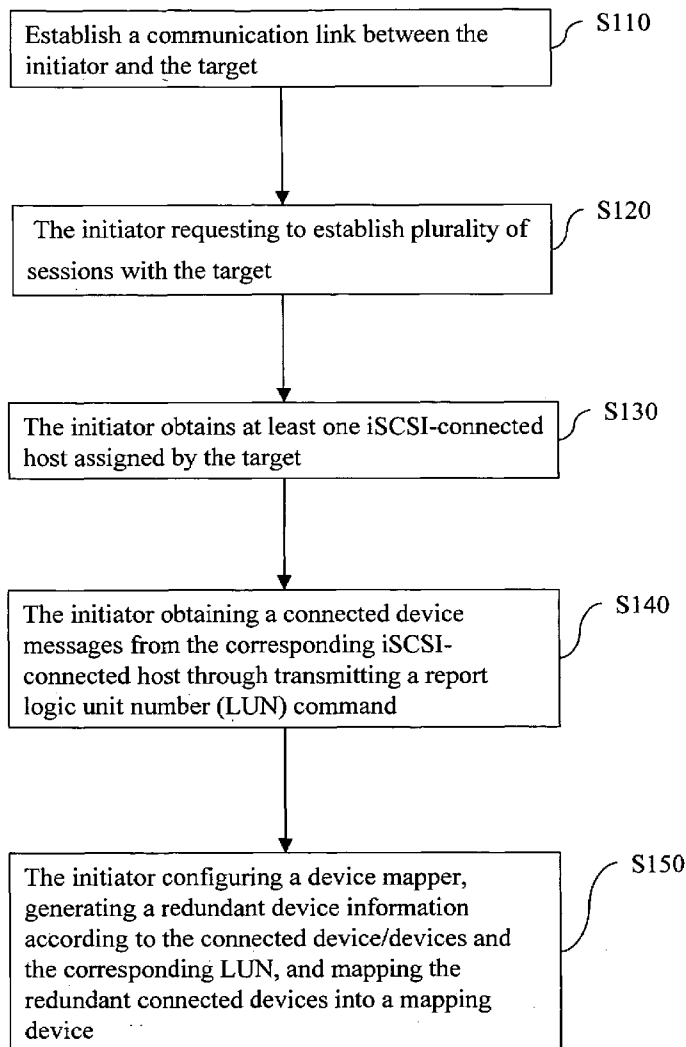 Establish a communication link between the
initiator and the target
S110
The initiator requesting to establish plurality of
sessions with the target
S120
The initiator obtains at least one iSCSI-connected
host assigned by the target
S130
The initiator obtaining a connected device
messages from the corresponding iSCSI-
connected host through transmitting a report
logic unit number (LUN) command
S140
The initiator configuring a device mapper,
generating a redundant device information
according to the connected device/devices and
the corresponding LUN, and mapping the
redundant connected devices into a mapping
device
S150